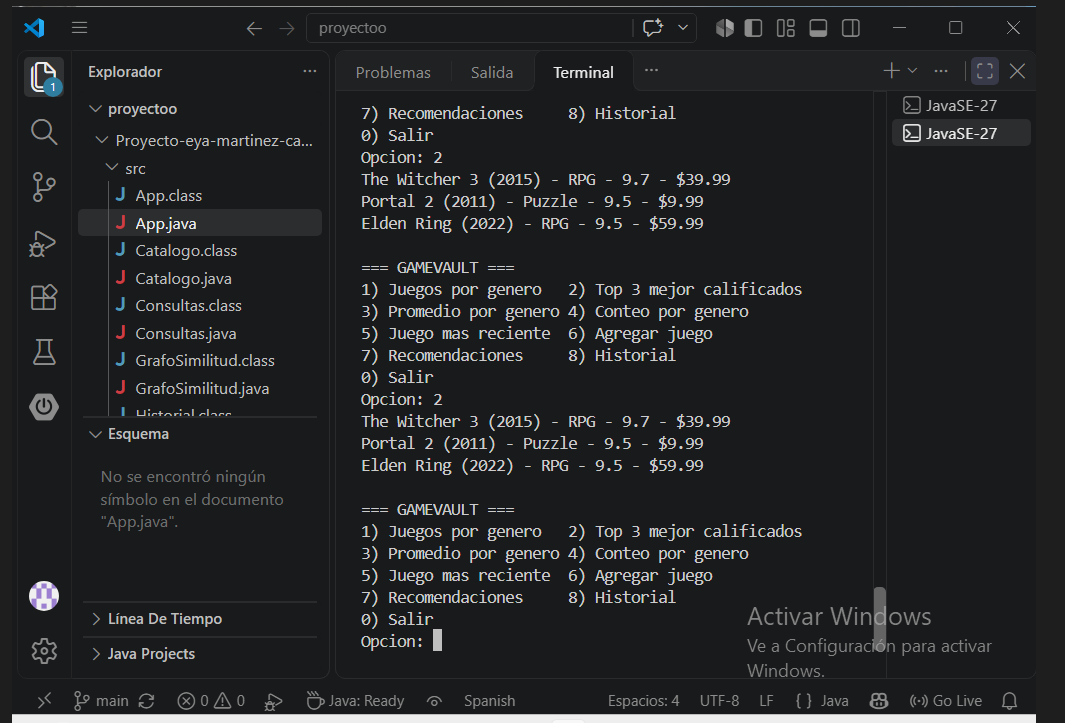 proyectoo
Explorador
Problemas
Salida
Terminal
1
proyectoo
Proyecto-eya-martinez-ca...
src
App.class
App.java
Catalogo.class
Catalogo.java
Consultas.class
Consultas.java
GrafoSimilitud.class
GrafoSimilitud.java
Historial.class
Esquema
No se encontró ningún
símbolo en el documento
"App.java".
Línea De Tiempo
Java Projects
7) Recomendaciones     8) Historial
0) Salir
Opcion: 2
The Witcher 3 (2015) - RPG - 9.7 - $39.99
Portal 2 (2011) - Puzzle - 9.5 - $9.99
Elden Ring (2022) - RPG - 9.5 - $59.99
=== GAMEVAULT ===
1) Juegos por genero   2) Top 3 mejor calificados
3) Promedio por genero 4) Conteo por genero
5) Juego mas reciente  6) Agregar juego
7) Recomendaciones     8) Historial
0) Salir
Opcion: 2
The Witcher 3 (2015) - RPG - 9.7 - $39.99
Portal 2 (2011) - Puzzle - 9.5 - $9.99
Elden Ring (2022) - RPG - 9.5 - $59.99
=== GAMEVAULT ===
1) Juegos por genero   2) Top 3 mejor calificados
3) Promedio por genero 4) Conteo por genero
5) Juego mas reciente  6) Agregar juego
7) Recomendaciones     8) Historial
0) Salir
Opcion:
JavaSE-27
JavaSE-27
Activar Windows
Ve a Configuración para activar
Windows.
main 0 0 Java: Ready Spanish Espacios: 4 UTF-8 LF { } Java Go Live